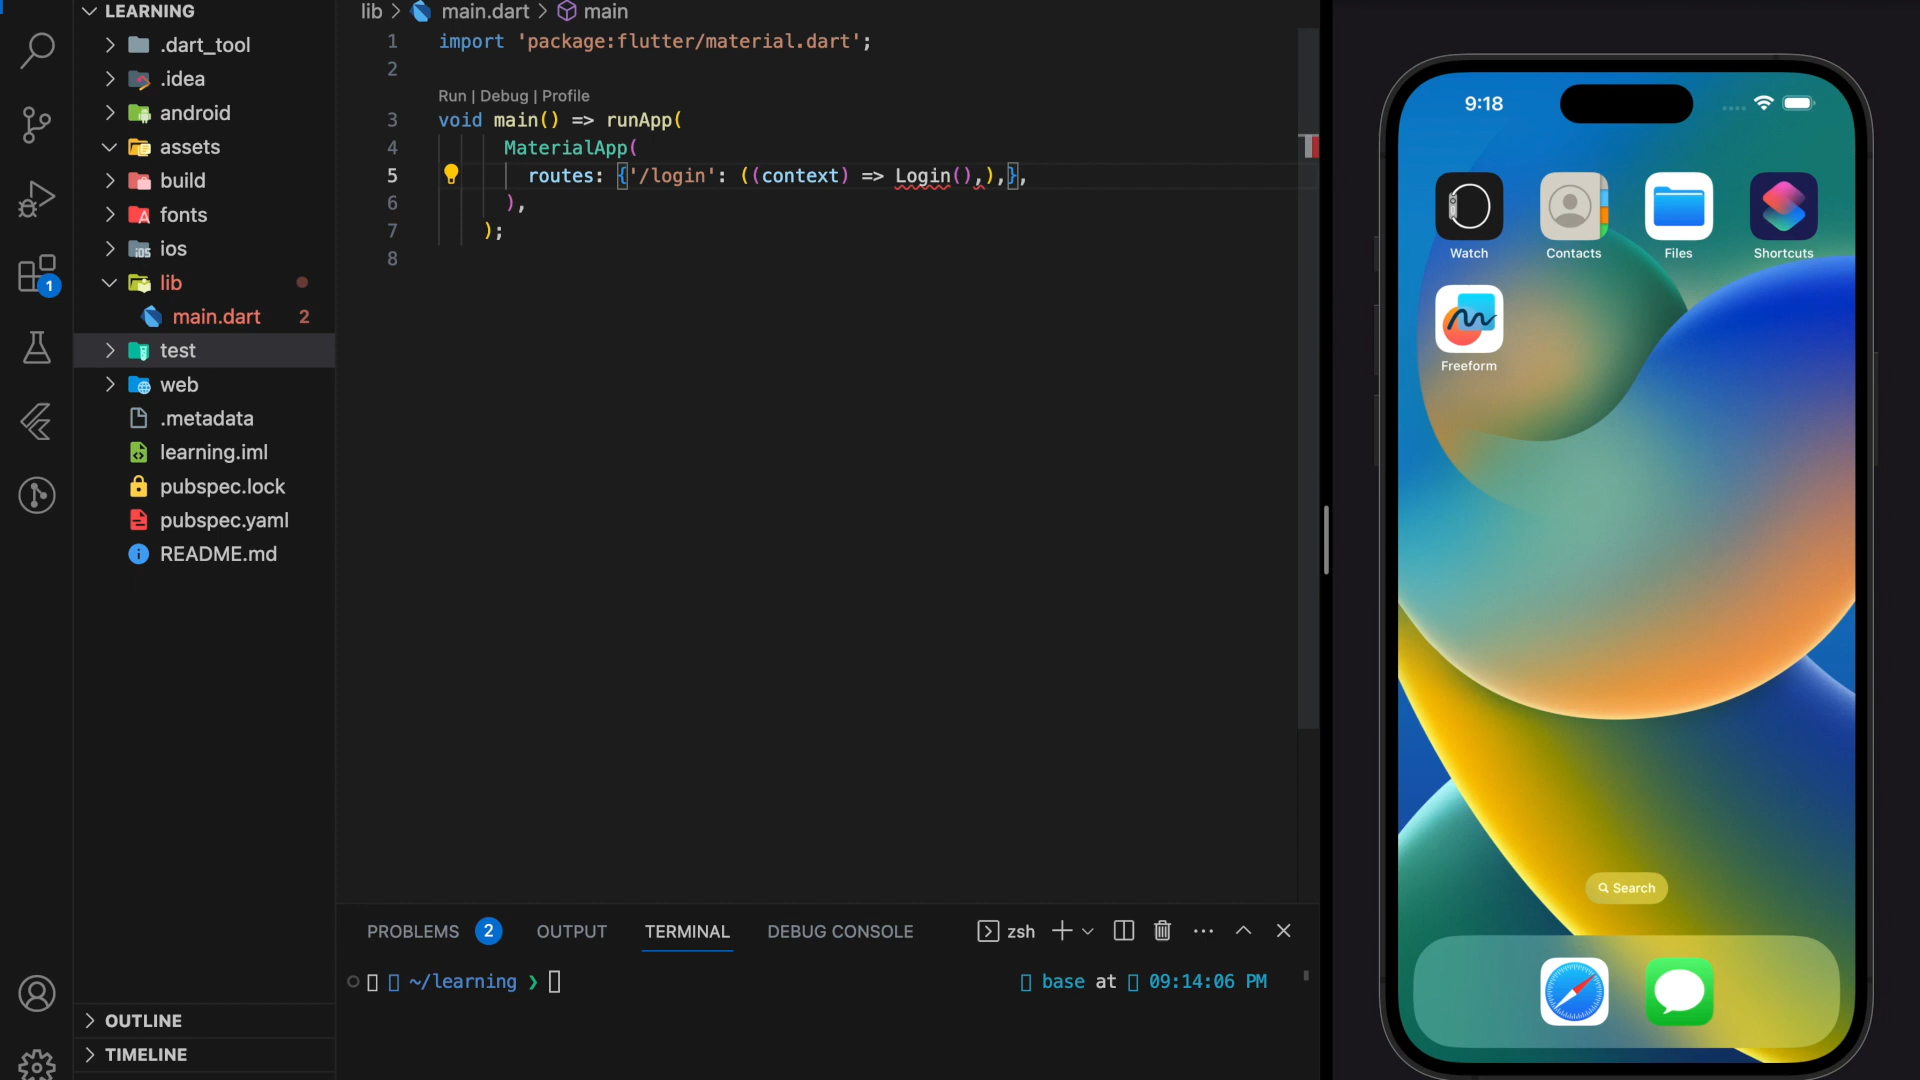 LEARNING
.dart_tool
.idea
android
assets
build
fonts
ios
lib
main.dart 2
test
web
.metadata
learning.iml
pubspec.lock
pubspec.yaml
README.md
OUTLINE
TIMELINE
1
lib > main.dart > main
1 import 'package:flutter/material.dart';
2
Run | Debug | Profile
3 void main() => runApp(
4 MaterialApp(
5 routes: {'/login': ((context) => Login(),),},
6 ),
7 );
8
PROBLEMS 2 OUTPUT TERMINAL DEBUG CONSOLE zsh
~/learning ❯ base at 09:14:06 PM
9:18
Watch Contacts Files Shortcuts
Freeform
Search